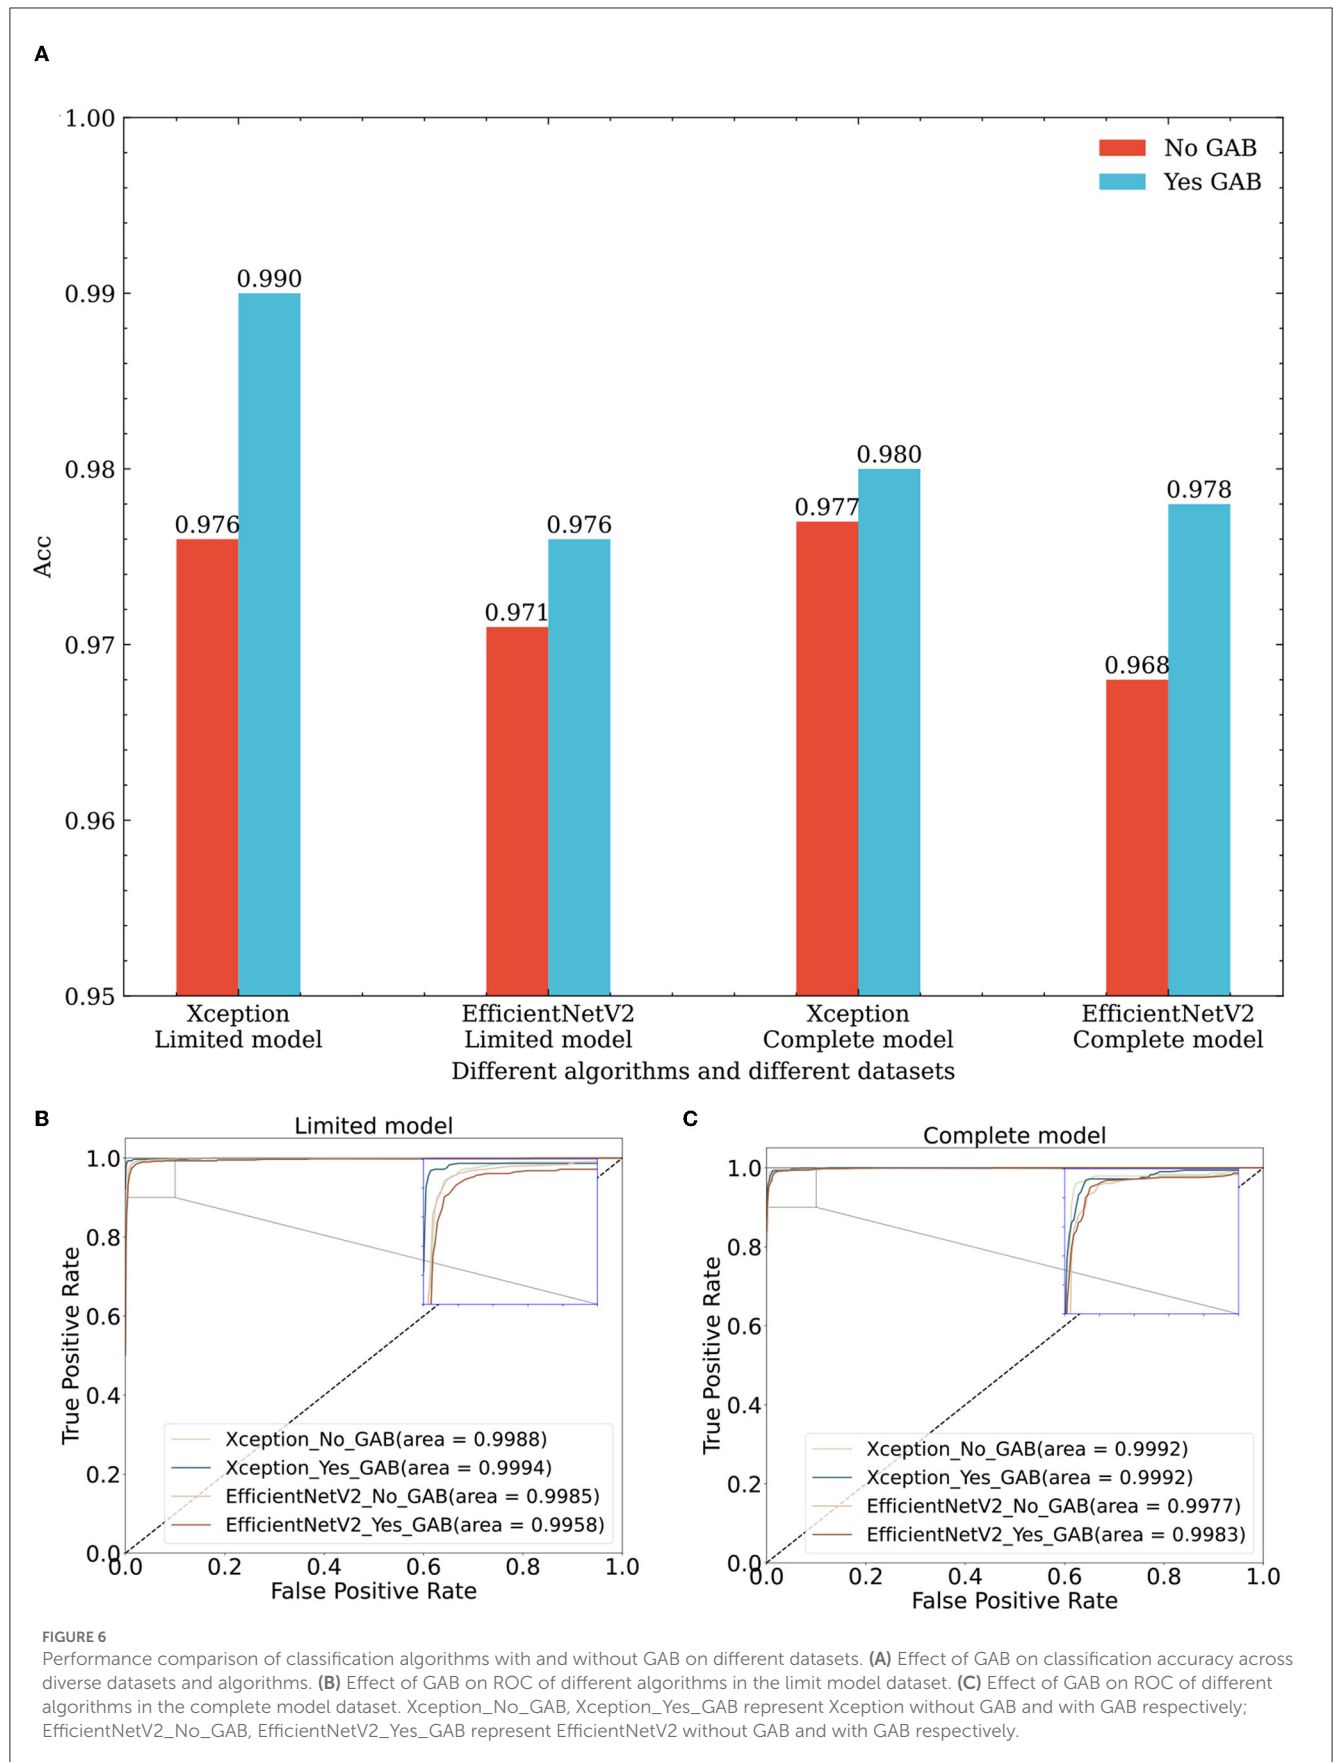 A
1.00
0.99
0.98
0.97
0.96
0.95
Acc
No GAB
Yes GAB
0.990
0.976
0.971
0.976
0.977
0.980
0.968
0.978
Xception
Limited model
EfficientNetV2
Limited model
Xception
Complete model
EfficientNetV2
Complete model
Different algorithms and different datasets
B
Limited model
1.0
0.8
0.6
0.4
0.2
0.0
True Positive Rate
Xception_No_GAB(area = 0.9988)
Xception_Yes_GAB(area = 0.9994)
EfficientNetV2_No_GAB(area = 0.9985)
EfficientNetV2_Yes_GAB(area = 0.9958)
0.0 0.2 0.4 0.6 0.8 1.0
False Positive Rate
C
Complete model
1.0
0.8
0.6
0.4
0.2
0.0
True Positive Rate
Xception_No_GAB(area = 0.9992)
Xception_Yes_GAB(area = 0.9992)
EfficientNetV2_No_GAB(area = 0.9977)
EfficientNetV2_Yes_GAB(area = 0.9983)
0.0 0.2 0.4 0.6 0.8 1.0
False Positive Rate
FIGURE 6
Performance comparison of classification algorithms with and without GAB on different datasets. (A) Effect of GAB on classification accuracy across
diverse datasets and algorithms. (B) Effect of GAB on ROC of different algorithms in the limit model dataset. (C) Effect of GAB on ROC of different
algorithms in the complete model dataset. Xception_No_GAB, Xception_Yes_GAB represent Xception without GAB and with GAB respectively;
EfficientNetV2_No_GAB, EfficientNetV2_Yes_GAB represent EfficientNetV2 without GAB and with GAB respectively.